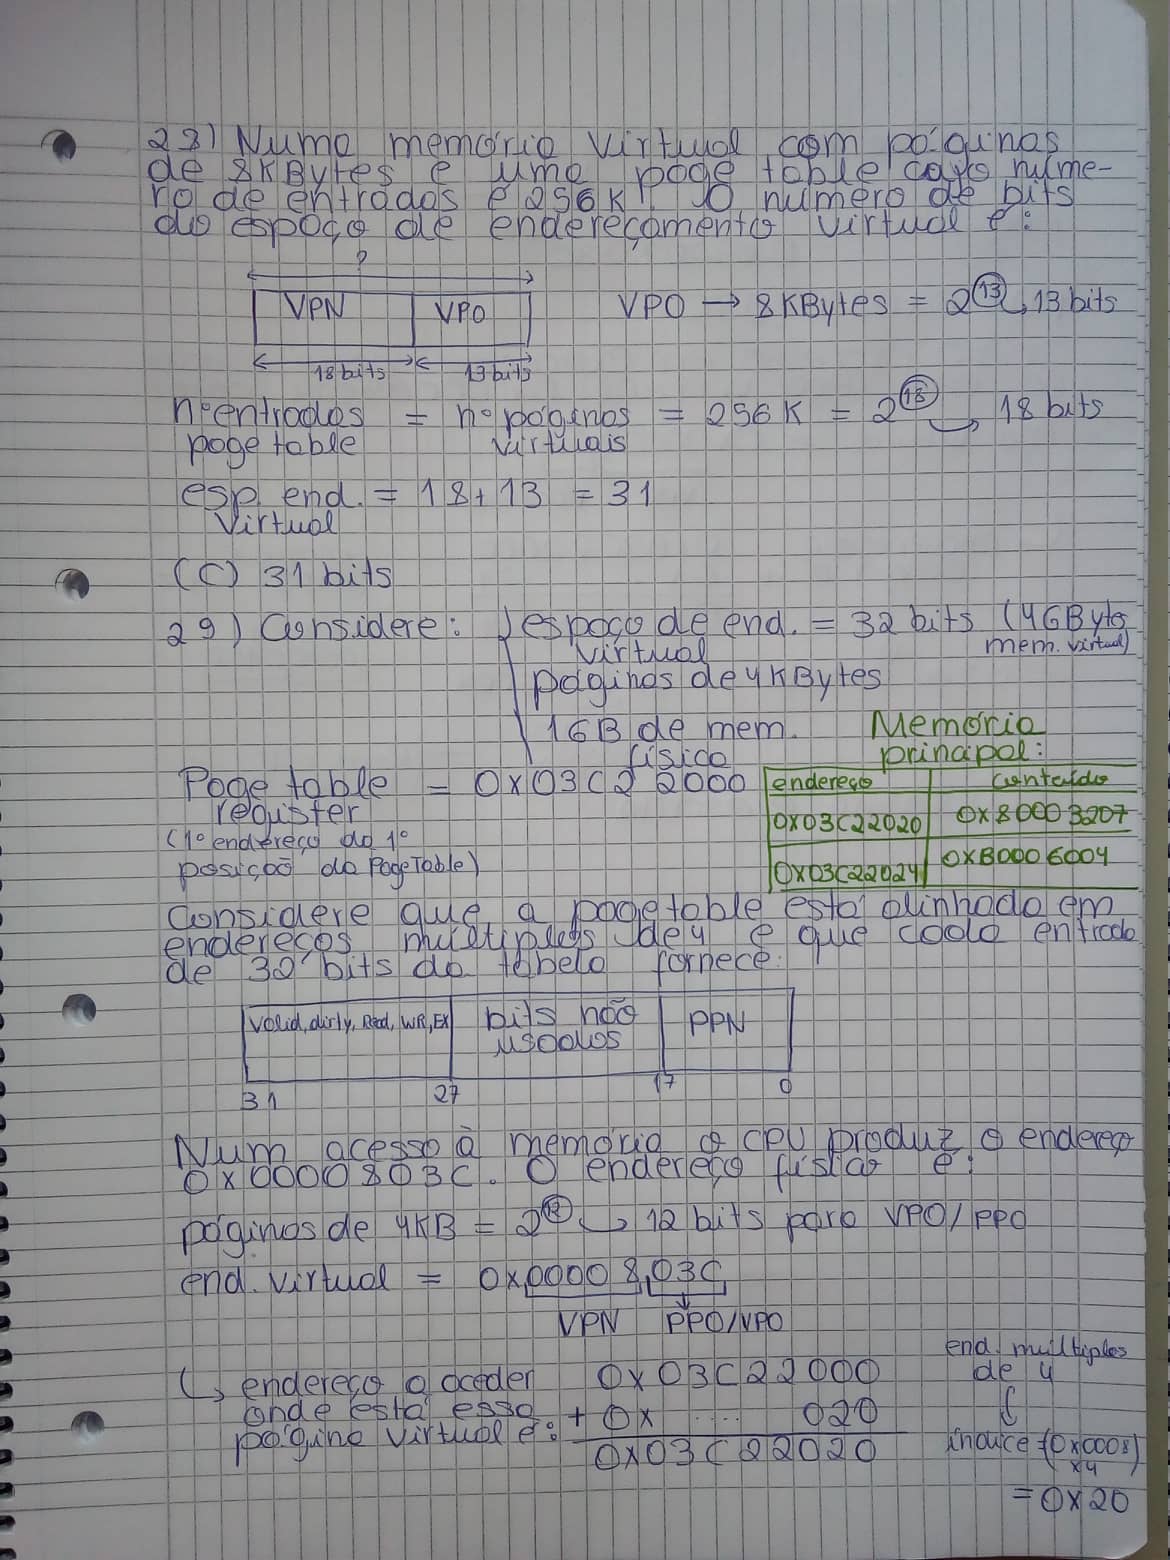 28) Numa memória virtual com páginas
de 8KBytes e uma page table cujo núme-
ro de entradas é 256K. O número de bits
do espaço de endereçamento virtual é:
?
VPN VPO VPO → 8KBytes = 2^13 → 13 bits
18 bits 13 bits
nº entradas = nº páginas = 256K = 2^18 → 18 bits
page table virtuais
esp. end. = 18 + 13 = 31
virtual
(C) 31 bits
29) Considere: espaço de end. = 32 bits (4GByte
virtual mem. virtual)
páginas de 4KBytes
1GB de mem.
física
Memória
principal:
Page table = 0x03C22000
register
(1º endereço da 1º
posição da PageTable)
endereço conteúdo
0x03C22020 0x80003207
0x03C22024 0xB0006004
Considere que a page table está alinhada em
endereços múltiplos de 4 e que cada entrada
de 32 bits da tabela fornece:
Valid, dirty, Read, WR, EX bits não PPN
usados
31 27 17 0
Num acesso à memória o CPU produz o endereço
0x0000803C. O endereço físico é:
páginas de 4KB = 2^12 → 12 bits para VPO/PPO
end. virtual = 0x00008 03C
VPN PPO/VPO
↳ endereço a aceder 0x03C22000
onde está essa + 0x ... 020
página virtual é: 0x03C22020
end. múltiplos
de 4
índice (0x0008)
x4
= 0x20